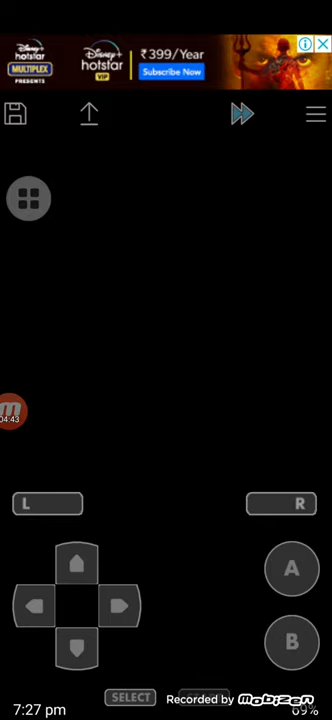 Disney+ hotstar
MULTIPLEX
PRESENTS
Disney+ hotstar
VIP
₹399/Year
Subscribe Now
04:43
L
R
A
B
SELECT
Recorded by MOBIZEN
7:27 pm
69%